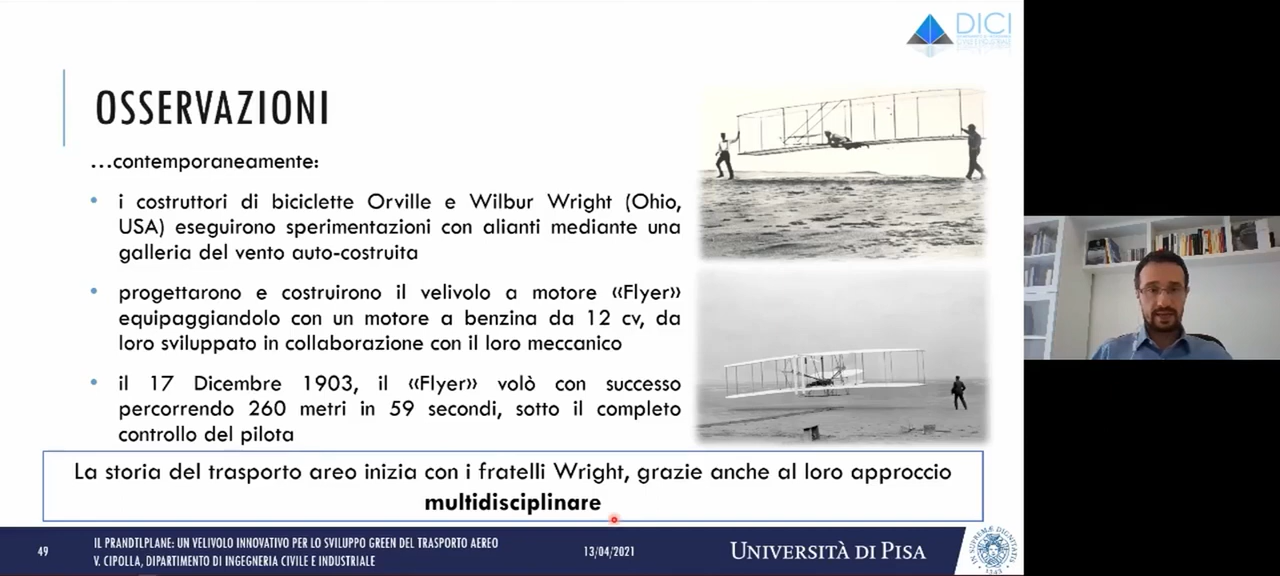 DICI
OSSERVAZIONI
...contemporaneamente:
• i costruttori di biciclette Orville e Wilbur Wright (Ohio,
USA) eseguirono sperimentazioni con alianti mediante una
galleria del vento auto-costruita
• progettarono e costruirono il velivolo a motore «Flyer»
equipaggiandolo con un motore a benzina da 12 cv, da
loro sviluppato in collaborazione con il loro meccanico
• il 17 Dicembre 1903, il «Flyer» volò con successo
percorrendo 260 metri in 59 secondi, sotto il completo
controllo del pilota
La storia del trasporto areo inizia con i fratelli Wright, grazie anche al loro approccio
multidisciplinare
49
IL PRANDTLPLANE: UN VELIVOLO INNOVATIVO PER LO SVILUPPO GREEN DEL TRASPORTO AEREO
V. CIPOLLA, DIPARTIMENTO DI INGEGNERIA CIVILE E INDUSTRIALE
13/04/2021
UNIVERSITÀ DI PISA